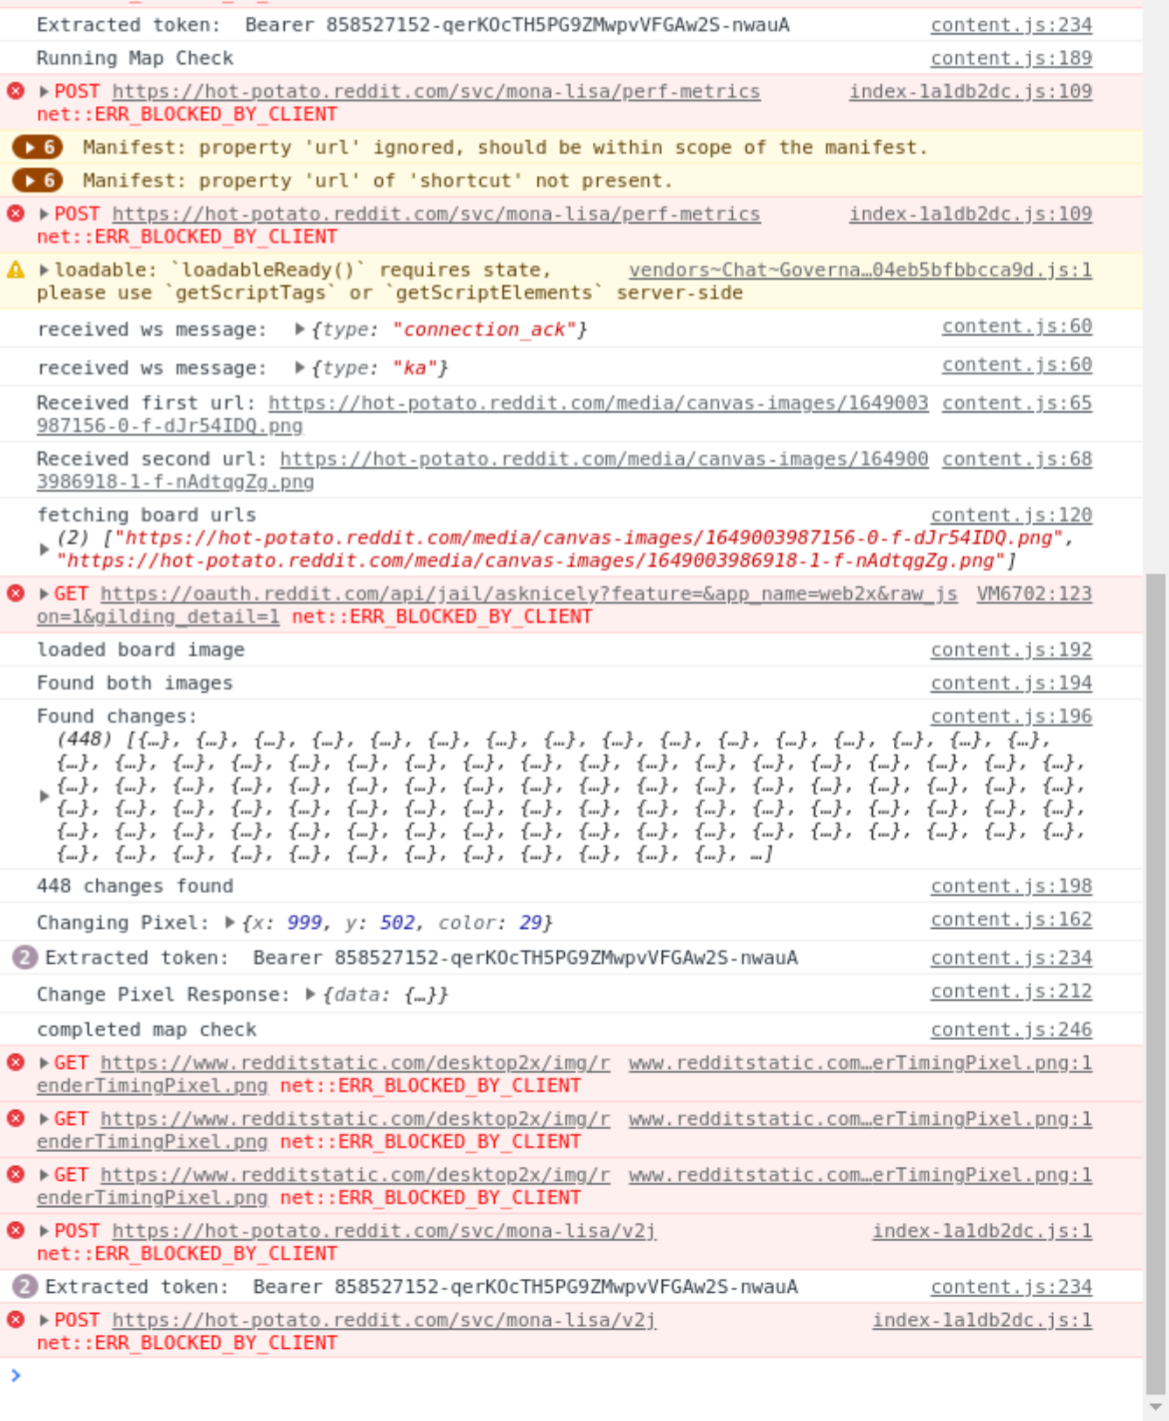 Extracted token:  Bearer 858527152-qerKOcTH5PG9ZMwpvVFGAw2S-nwauA content.js:234
Running Map Check content.js:189
POST https://hot-potato.reddit.com/svc/mona-lisa/perf-metrics index-1a1db2dc.js:109
net::ERR_BLOCKED_BY_CLIENT
6 Manifest: property 'url' ignored, should be within scope of the manifest.
6 Manifest: property 'url' of 'shortcut' not present.
POST https://hot-potato.reddit.com/svc/mona-lisa/perf-metrics index-1a1db2dc.js:109
net::ERR_BLOCKED_BY_CLIENT
loadable: `loadableReady()` requires state, vendors~Chat~Governa…04eb5bfbbcca9d.js:1
please use `getScriptTags` or `getScriptElements` server-side
received ws message: {type: "connection_ack"} content.js:60
received ws message: {type: "ka"} content.js:60
Received first url: https://hot-potato.reddit.com/media/canvas-images/1649003 content.js:65
987156-0-f-dJr54IDQ.png
Received second url: https://hot-potato.reddit.com/media/canvas-images/164900 content.js:68
3986918-1-f-nAdtqgZg.png
fetching board urls content.js:120
(2) ["https://hot-potato.reddit.com/media/canvas-images/1649003987156-0-f-dJr54IDQ.png",
"https://hot-potato.reddit.com/media/canvas-images/1649003986918-1-f-nAdtqgZg.png"]
GET https://oauth.reddit.com/api/jail/asknicely?feature=&app_name=web2x&raw_js VM6702:123
on=1&gilding_detail=1 net::ERR_BLOCKED_BY_CLIENT
loaded board image content.js:192
Found both images content.js:194
Found changes: content.js:196
(448) [{…}, {…}, {…}, {…}, {…}, {…}, {…}, {…}, {…}, {…}, {…}, {…}, {…}, {…}, {…}, {…},
{…}, {…}, {…}, {…}, {…}, {…}, {…}, {…}, {…}, {…}, {…}, {…}, {…}, {…}, {…}, {…}, {…}, {…},
{…}, {…}, {…}, {…}, {…}, {…}, {…}, {…}, {…}, {…}, {…}, {…}, {…}, {…}, {…}, {…}, {…}, {…},
{…}, {…}, {…}, {…}, {…}, {…}, {…}, {…}, {…}, {…}, {…}, {…}, {…}, {…}, {…}, {…}, {…}, {…},
{…}, {…}, {…}, {…}, {…}, {…}, {…}, {…}, {…}, {…}, {…}, {…}, {…}, {…}, {…}, {…}, {…}, {…},
{…}, {…}, {…}, {…}, {…}, {…}, {…}, {…}, {…}, {…}, {…}, {…}, …]
448 changes found content.js:198
Changing Pixel: {x: 999, y: 502, color: 29} content.js:162
2 Extracted token:  Bearer 858527152-qerKOcTH5PG9ZMwpvVFGAw2S-nwauA content.js:234
Change Pixel Response: {data: {…}} content.js:212
completed map check content.js:246
GET https://www.redditstatic.com/desktop2x/img/r www.redditstatic.com…erTimingPixel.png:1
enderTimingPixel.png net::ERR_BLOCKED_BY_CLIENT
GET https://www.redditstatic.com/desktop2x/img/r www.redditstatic.com…erTimingPixel.png:1
enderTimingPixel.png net::ERR_BLOCKED_BY_CLIENT
GET https://www.redditstatic.com/desktop2x/img/r www.redditstatic.com…erTimingPixel.png:1
enderTimingPixel.png net::ERR_BLOCKED_BY_CLIENT
POST https://hot-potato.reddit.com/svc/mona-lisa/v2j index-1a1db2dc.js:1
net::ERR_BLOCKED_BY_CLIENT
2 Extracted token:  Bearer 858527152-qerKOcTH5PG9ZMwpvVFGAw2S-nwauA content.js:234
POST https://hot-potato.reddit.com/svc/mona-lisa/v2j index-1a1db2dc.js:1
net::ERR_BLOCKED_BY_CLIENT